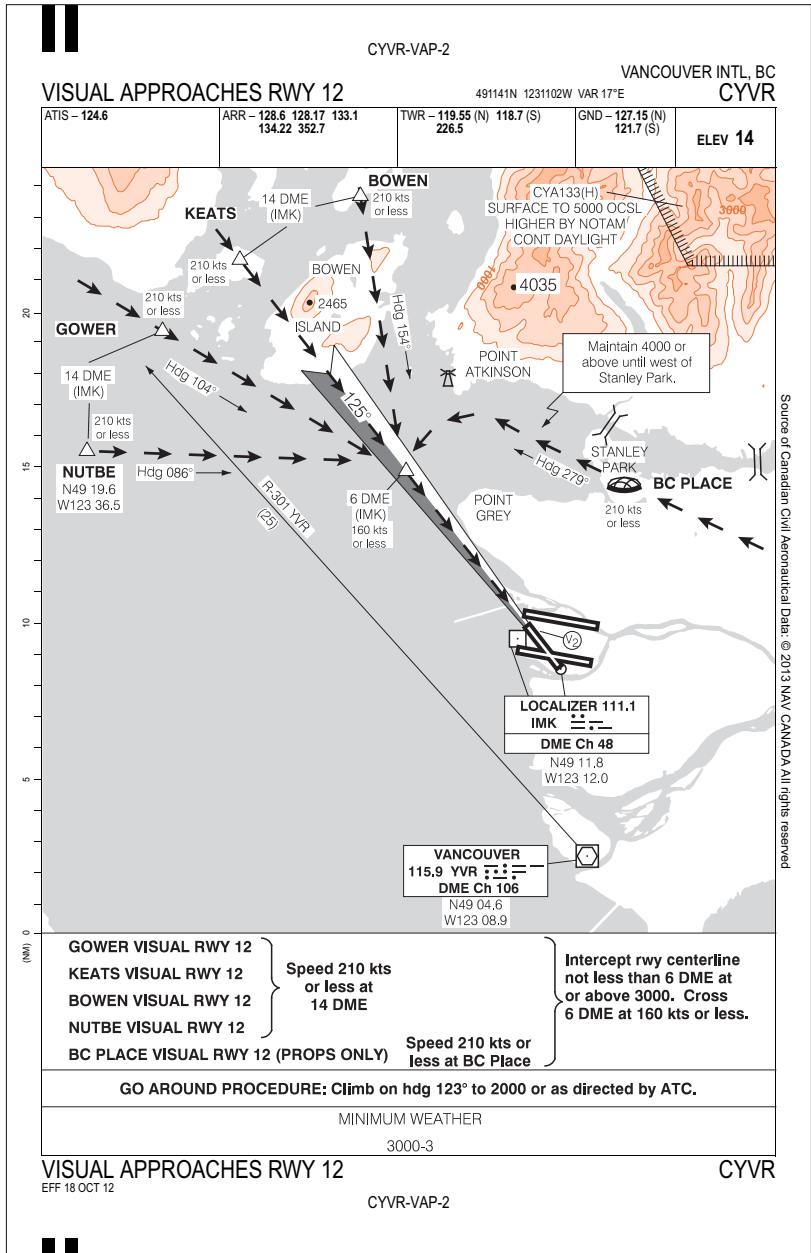 CYVR-VAP-2
VANCOUVER INTL, BC
VISUAL APPROACHES RWY 12
491141N 1231102W VAR 17°E
CYVR
ATIS – 124.6
ARR – 128.6 128.17 133.1
134.22 352.7
TWR – 119.55 (N) 118.7 (S)
226.5
GND – 127.15 (N)
121.7 (S)
ELEV 14
BOWEN
210 kts
or less
14 DME
(IMK)
KEATS
210 kts
or less
CYA133(H)
SURFACE TO 5000 OCSL
HIGHER BY NOTAM
CONT DAYLIGHT
3000
1000
4035
BOWEN
2465
ISLAND
210 kts
or less
GOWER
Hdg 154°
POINT
ATKINSON
Maintain 4000 or
above until west of
Stanley Park.
14 DME
(IMK)
Hdg 104°
125°
210 kts
or less
NUTBE
N49 19.6
W123 36.5
Hdg 086°
R-301 YVR
(25)
6 DME
(IMK)
160 kts
or less
POINT
GREY
Hdg 279°
STANLEY
PARK
BC PLACE
210 kts
or less
V2
LOCALIZER 111.1
IMK
DME Ch 48
N49 11.8
W123 12.0
VANCOUVER
115.9 YVR
DME Ch 106
N49 04.6
W123 08.9
20
15
10
5
0
(NM)
Source of Canadian Civil Aeronautical Data: © 2013 NAV CANADA All rights reserved
GOWER VISUAL RWY 12
KEATS VISUAL RWY 12
BOWEN VISUAL RWY 12
NUTBE VISUAL RWY 12
Speed 210 kts
or less at
14 DME
BC PLACE VISUAL RWY 12 (PROPS ONLY)
Speed 210 kts or
less at BC Place
Intercept rwy centerline
not less than 6 DME at
or above 3000. Cross
6 DME at 160 kts or less.
GO AROUND PROCEDURE: Climb on hdg 123° to 2000 or as directed by ATC.
MINIMUM WEATHER
3000-3
VISUAL APPROACHES RWY 12
CYVR
EFF 18 OCT 12
CYVR-VAP-2